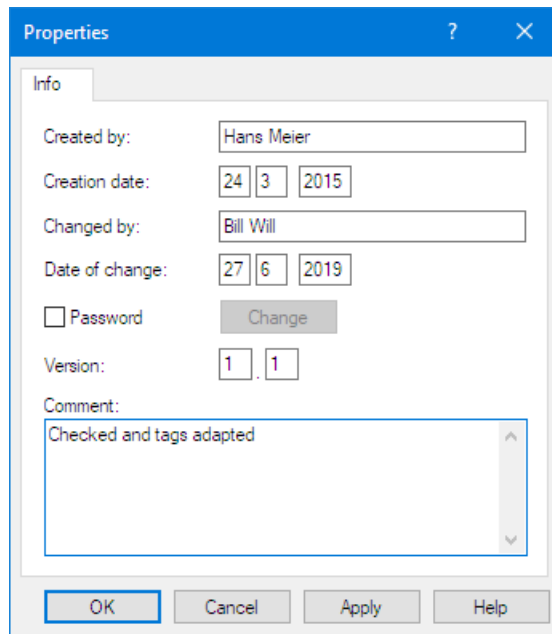 Properties ?
Info
Created by: Hans Meier
Creation date: 24 3 2015
Changed by: Bill Will
Date of change: 27 6 2019
Password Change
Version: 1 . 1
Comment:
Checked and tags adapted
OK Cancel Apply Help